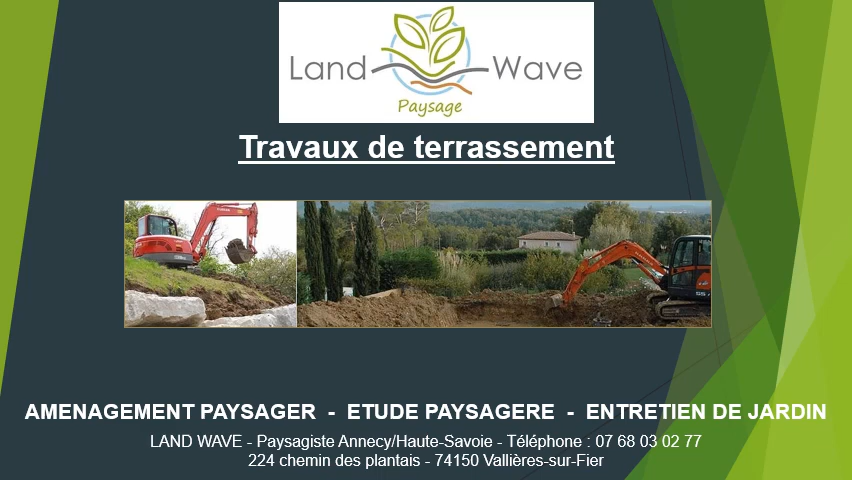 Land Wave
Paysage
Travaux de terrassement
AMENAGEMENT PAYSAGER - ETUDE PAYSAGERE - ENTRETIEN DE JARDIN
LAND WAVE - Paysagiste Annecy/Haute-Savoie - Téléphone : 07 68 03 02 77
224 chemin des plantais - 74150 Vallières-sur-Fier